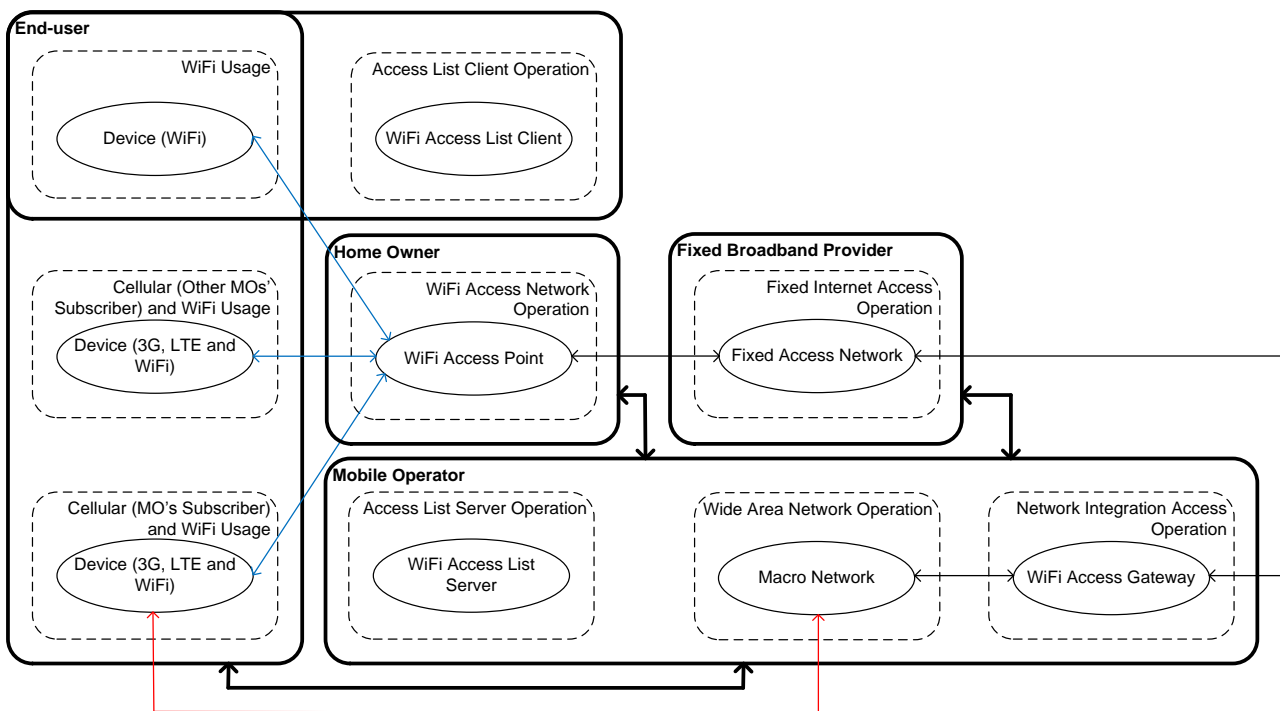 End-user
WiFi Usage
Device (WiFi)
Access List Client Operation
WiFi Access List Client
Cellular (Other MOs'
Subscriber) and WiFi Usage
Device (3G, LTE and
WiFi)
Home Owner
WiFi Access Network
Operation
WiFi Access Point
Fixed Broadband Provider
Fixed Internet Access
Operation
Fixed Access Network
Cellular (MO's Subscriber)
and WiFi Usage
Device (3G, LTE and
WiFi)
Mobile Operator
Access List Server Operation
WiFi Access List
Server
Wide Area Network Operation
Macro Network
Network Integration Access
Operation
WiFi Access Gateway